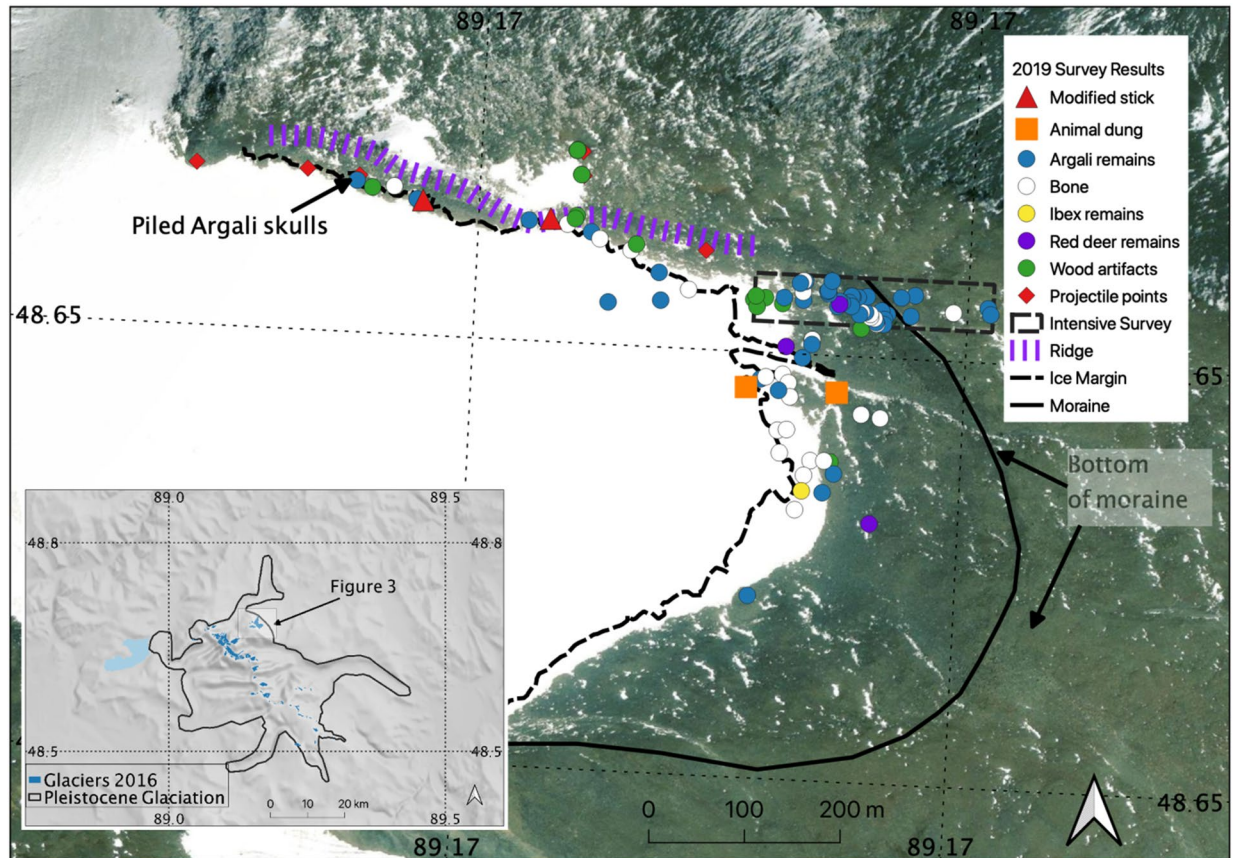 89.17
89.17
2019 Survey Results
Modified stick
Animal dung
Argali remains
Bone
Ibex remains
Red deer remains
Wood artifacts
Projectile points
Intensive Survey
Ridge
Ice Margin
Moraine
Piled Argali skulls
48.65
Bottom
of moraine
89.0
89.5
48.8
48.8
Figure 3
48.5
48.5
Glaciers 2016
Pleistocene Glaciation
0 10 20 km
89.0
89.5
0 100 200 m
48.65
89.17
89.17